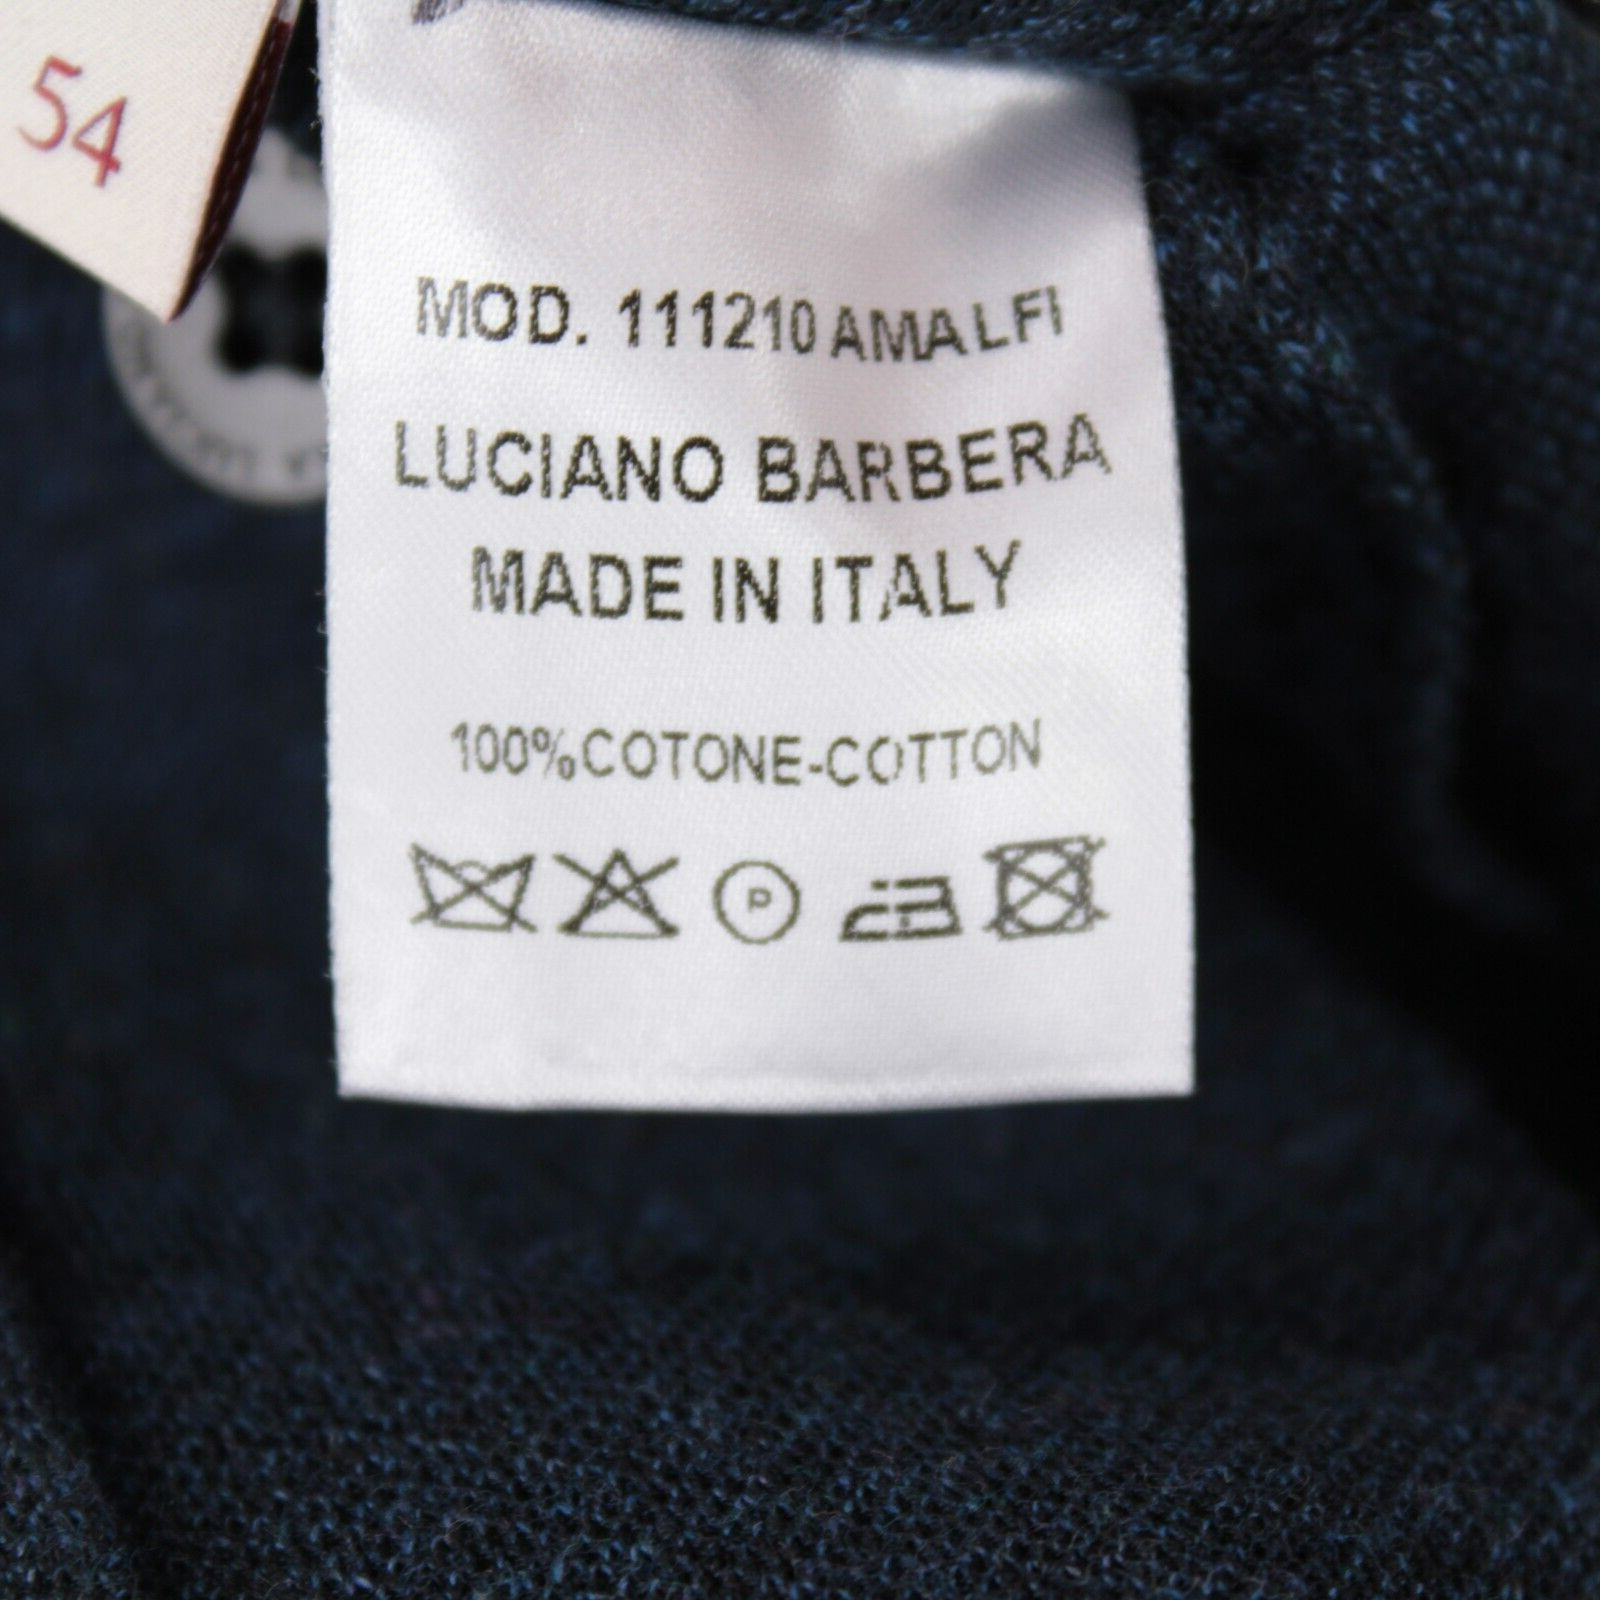 54
MOD. 111210 AMALFI
LUCIANO BARBERA
MADE IN ITALY
100%COTONE-COTTON
P